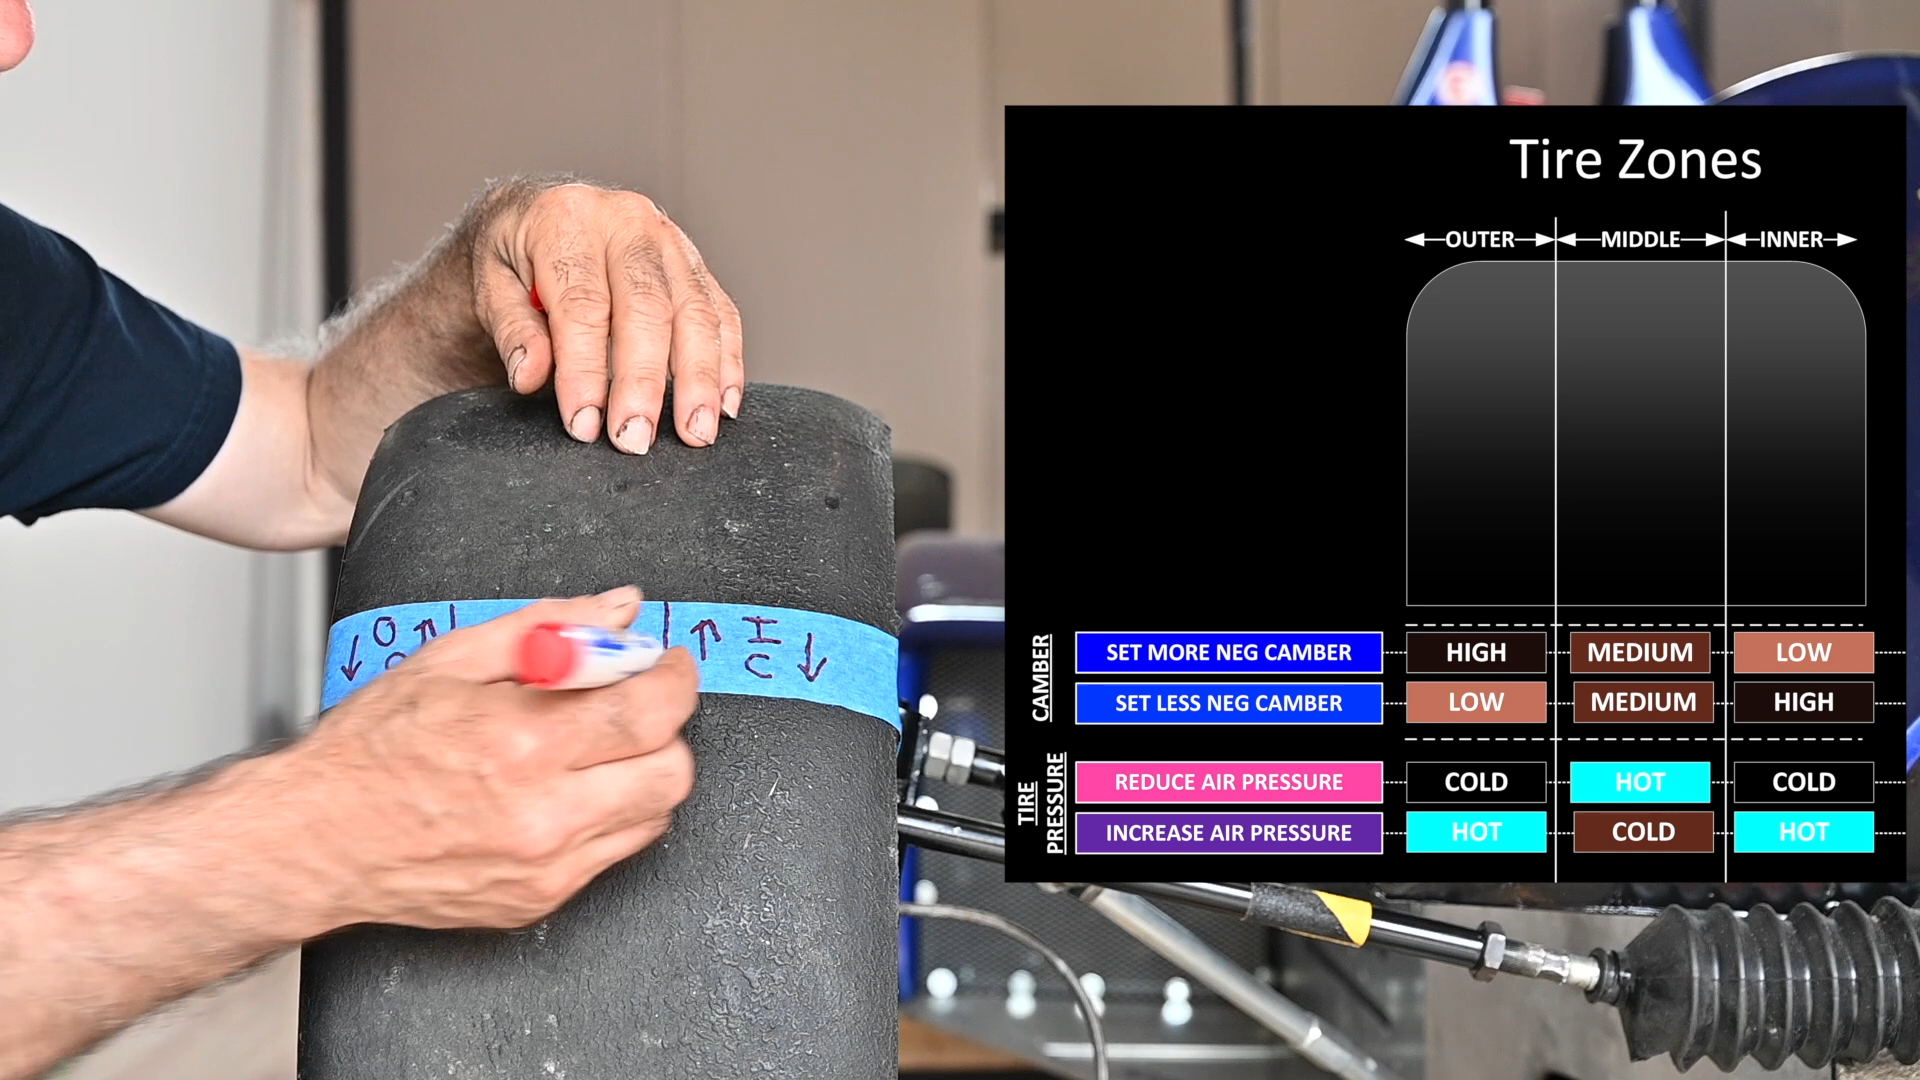 Tire Zones
OUTER MIDDLE INNER
CAMBER
SET MORE NEG CAMBER HIGH MEDIUM LOW
SET LESS NEG CAMBER LOW MEDIUM HIGH
TIRE PRESSURE
REDUCE AIR PRESSURE COLD HOT COLD
INCREASE AIR PRESSURE HOT COLD HOT
O ↑ ↑ I
↓ C ↓